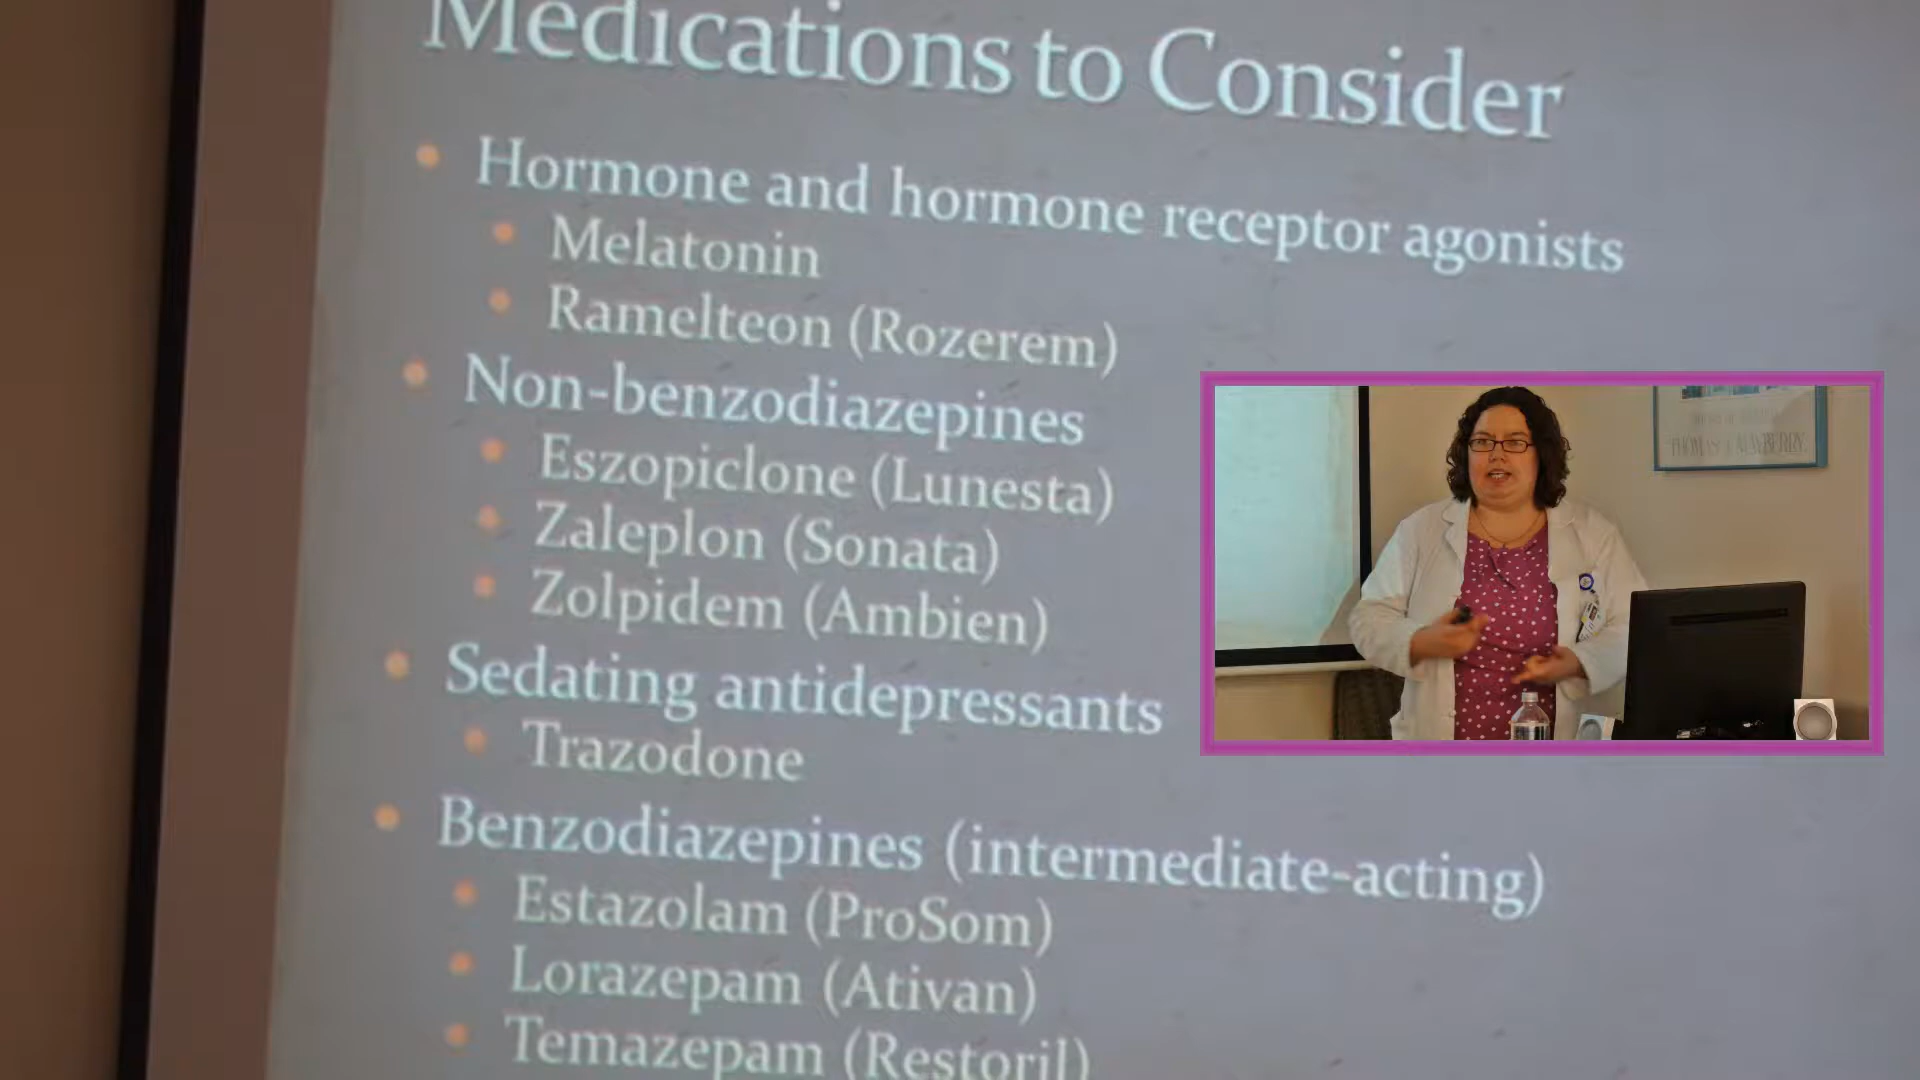 Medications to Consider
Hormone and hormone receptor agonists
Melatonin
Ramelteon (Rozerem)
Non-benzodiazepines
Eszopiclone (Lunesta)
Zaleplon (Sonata)
Zolpidem (Ambien)
Sedating antidepressants
Trazodone
Benzodiazepines (intermediate-acting)
Estazolam (ProSom)
Lorazepam (Ativan)
Temazepam (Restoril)